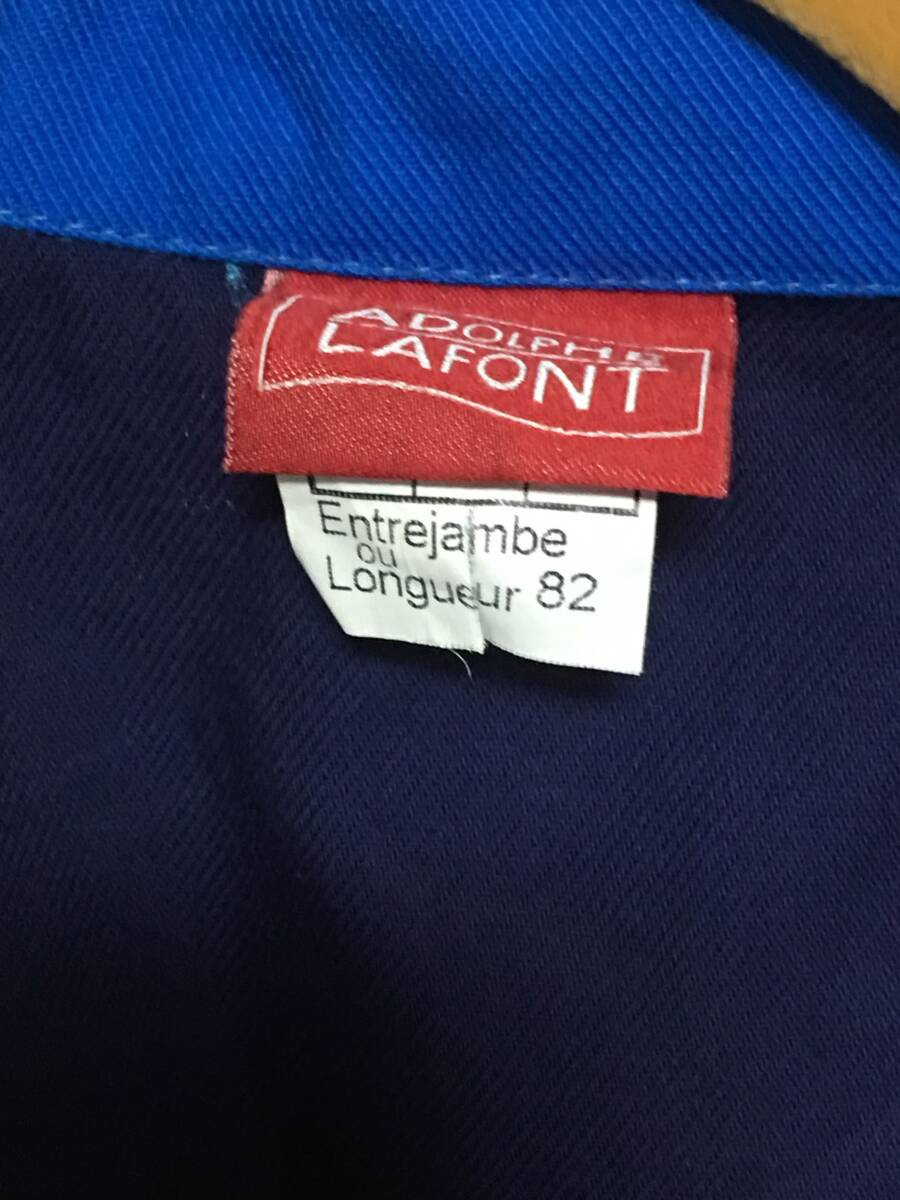 ADOLPHE
LAFONT
Entrejambe
ou
Longueur 82